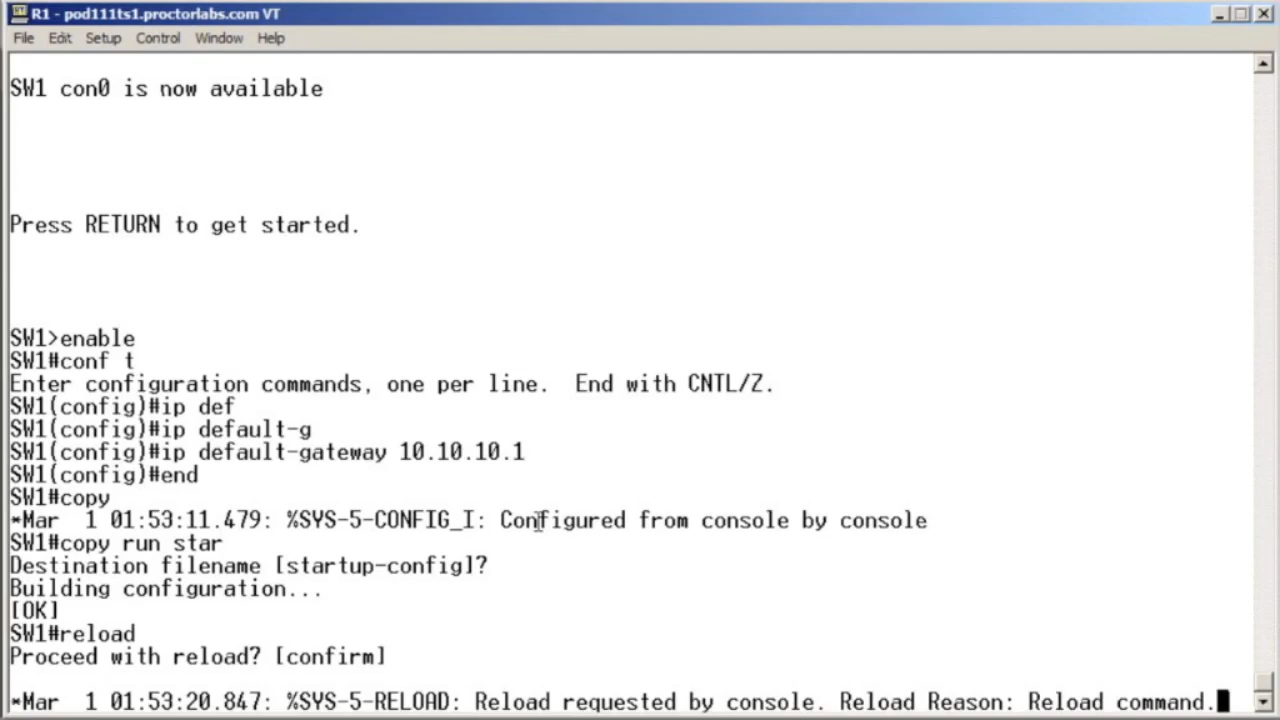 R1 - pod111ts1.proctorlabs.com VT
File Edit Setup Control Window Help
SW1 con0 is now available
Press RETURN to get started.
SW1>enable
SW1#conf t
Enter configuration commands, one per line.  End with CNTL/Z.
SW1(config)#ip def
SW1(config)#ip default-g
SW1(config)#ip default-gateway 10.10.10.1
SW1(config)#end
SW1#copy
*Mar  1 01:53:11.479: %SYS-5-CONFIG_I: Configured from console by console
SW1#copy run star
Destination filename [startup-config]?
Building configuration...
[OK]
SW1#reload
Proceed with reload? [confirm]
*Mar  1 01:53:20.847: %SYS-5-RELOAD: Reload requested by console. Reload Reason: Reload command.